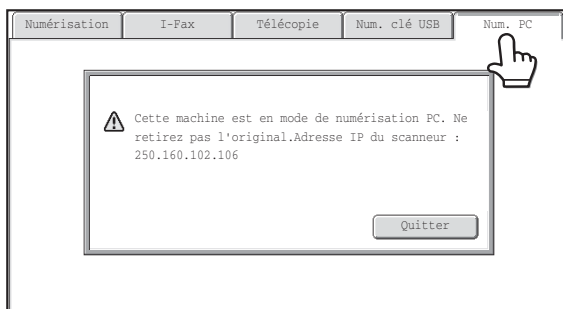 Numérisation I-Fax Télécopie Num. clé USB Num. PC
Cette machine est en mode de numérisation PC. Ne
retirez pas l'original.Adresse IP du scanneur :
250.160.102.106
Quitter